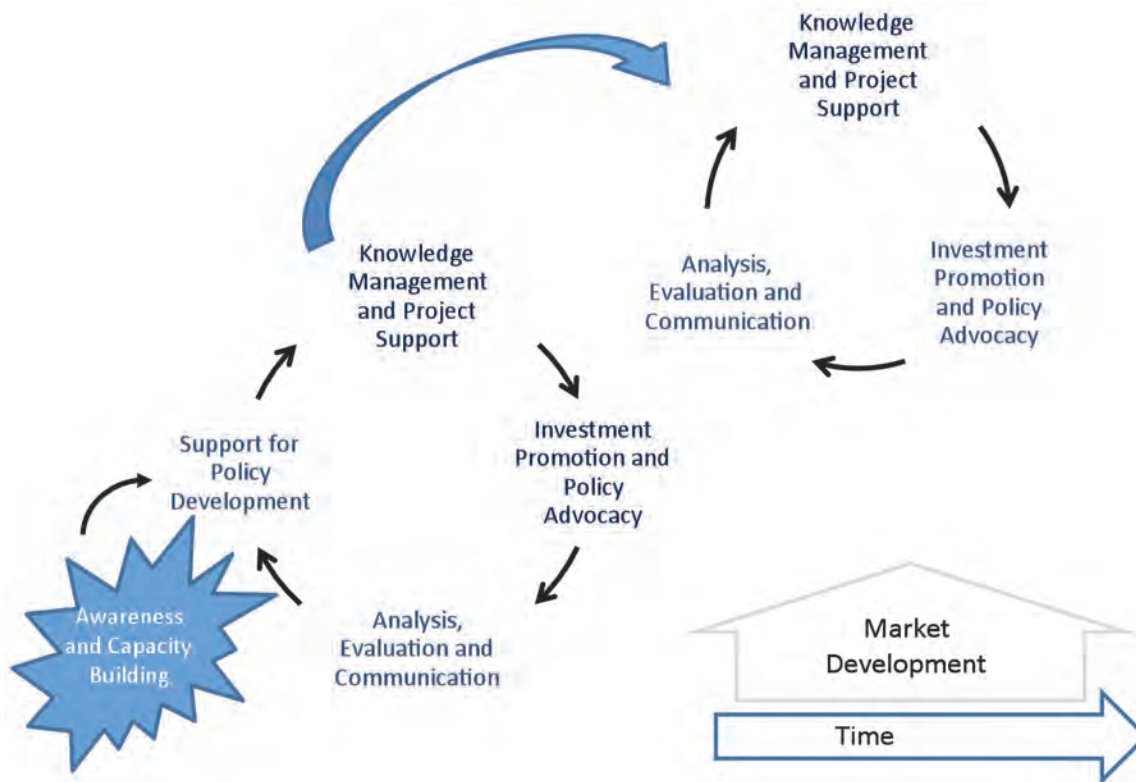 Knowledge
Management
and Project
Support
Knowledge
Management
and Project
Support
Analysis,
Evaluation and
Communication
Investment
Promotion
and Policy
Advocacy
Support for
Policy
Development
Investment
Promotion and
Policy
Advocacy
Awareness
and Capacity
Building
Analysis,
Evaluation and
Communication
Market
Development
Time